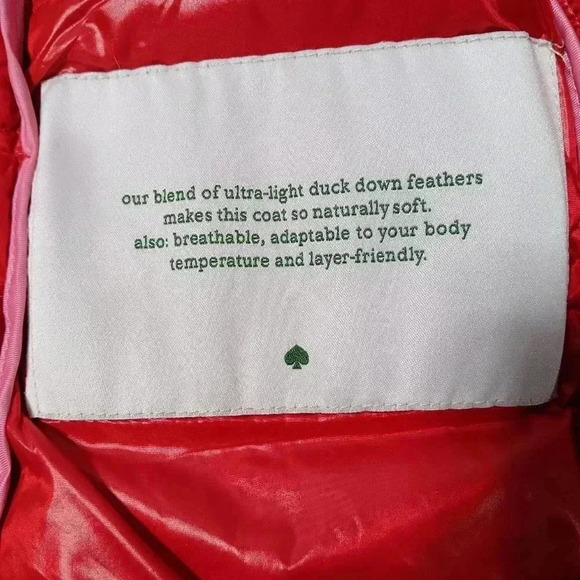 our blend of ultra-light duck down feathers
makes this coat so naturally soft.
also: breathable, adaptable to your body
temperature and layer-friendly.